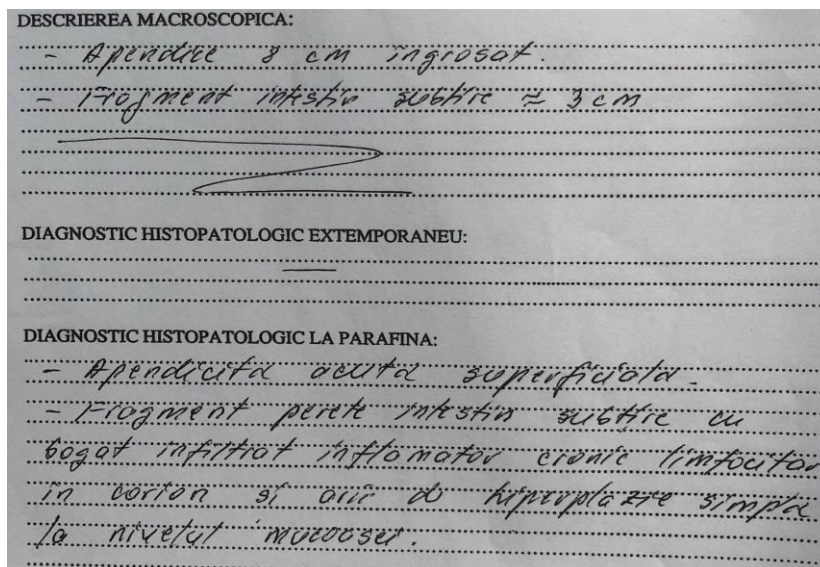 DESCRIEREA MACROSCOPICA:
- Apendice 8 cm ingrosat.
- Fragment intestin subtire ≈ 3 cm
DIAGNOSTIC HISTOPATOLOGIC EXTEMPORANEU:
DIAGNOSTIC HISTOPATOLOGIC LA PARAFINA:
- Apendicita acuta superficiala.
- Fragment perete intestin subtire cu
bogat infiltrat inflamator cronic limfocitar
in corion si arii de hiperplazie simpla
la nivelul mucoasei.